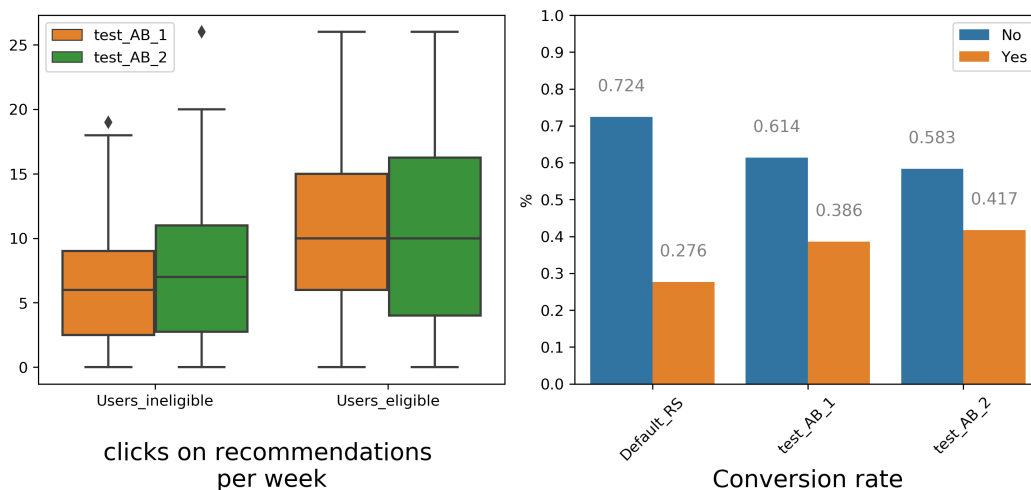 test_AB_1
test_AB_2
25
20
15
10
5
0
Users_ineligible
Users_eligible
clicks on recommendations
per week
No
Yes
1.0
0.9
0.8
0.7
0.6
0.5
0.4
0.3
0.2
0.1
0.0
%
0.724
0.276
0.614
0.386
0.583
0.417
Default_RS
test_AB_1
test_AB_2
Conversion rate